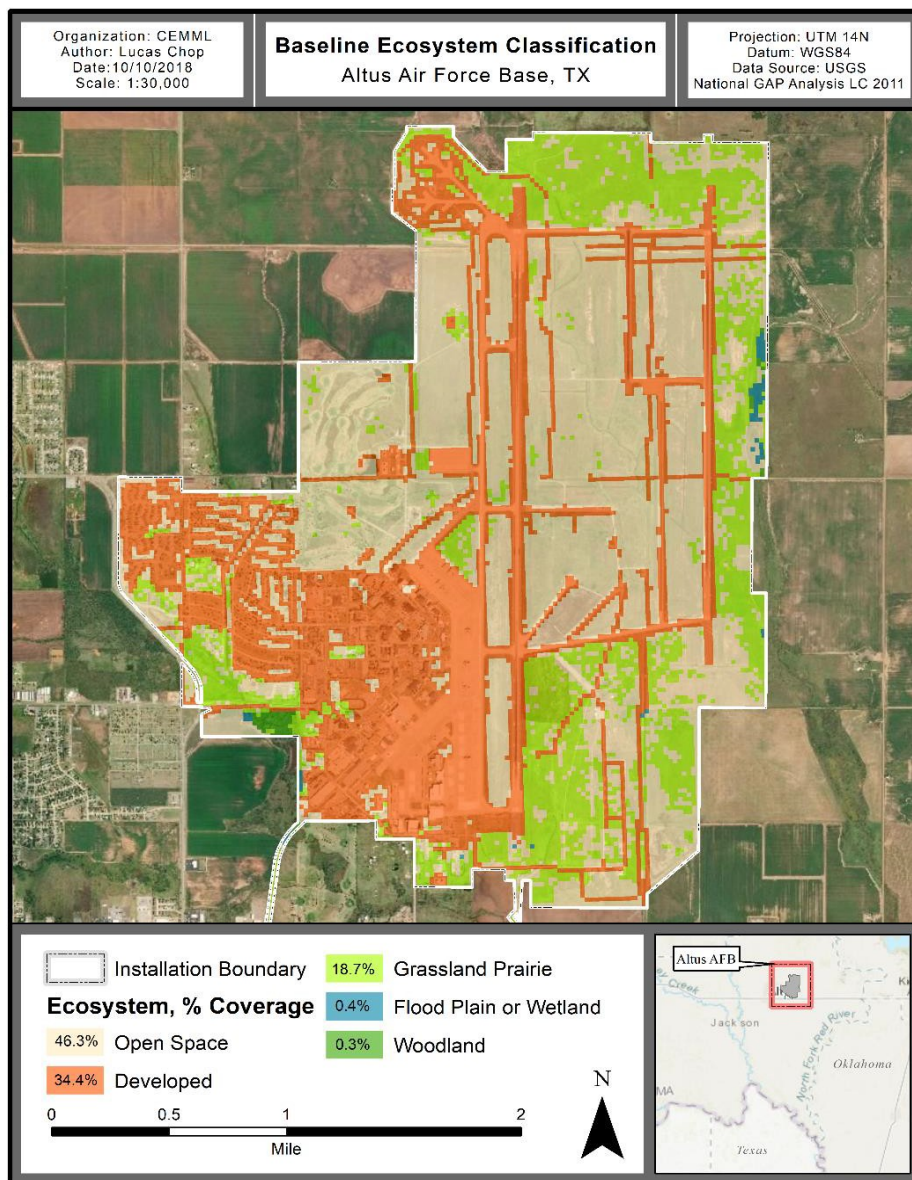 Organization: CEMML
Author: Lucas Chop
Date:10/10/2018
Scale: 1:30,000
Baseline Ecosystem Classification
Altus Air Force Base, TX
Projection: UTM 14N
Datum: WGS84
Data Source: USGS
National GAP Analysis LC 2011
Installation Boundary
Ecosystem, % Coverage
46.3% Open Space
34.4% Developed
18.7% Grassland Prairie
0.4% Flood Plain or Wetland
0.3% Woodland
0 0.5 1 2
Mile
N
Altus AFB
Creek
Jackson
North Fork Red River
Oklahoma
MA
Texas